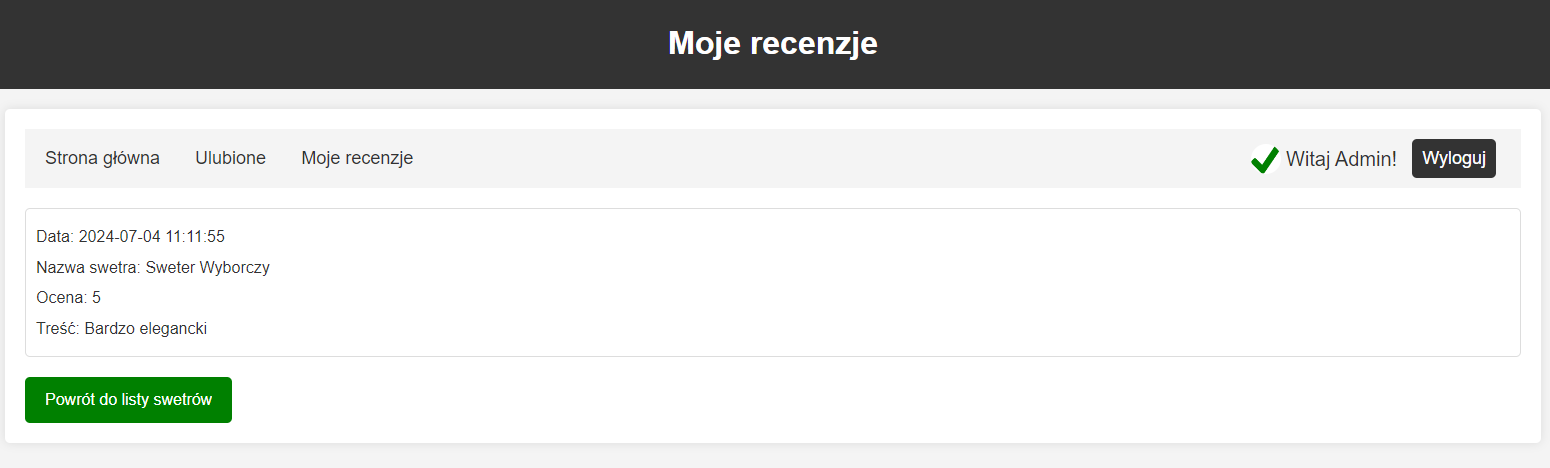 Moje recenzje
Strona główna Ulubione Moje recenzje Witaj Admin! Wyloguj
Data: 2024-07-04 11:11:55
Nazwa swetra: Sweter Wyborczy
Ocena: 5
Treść: Bardzo elegancki
Powrót do listy swetrów